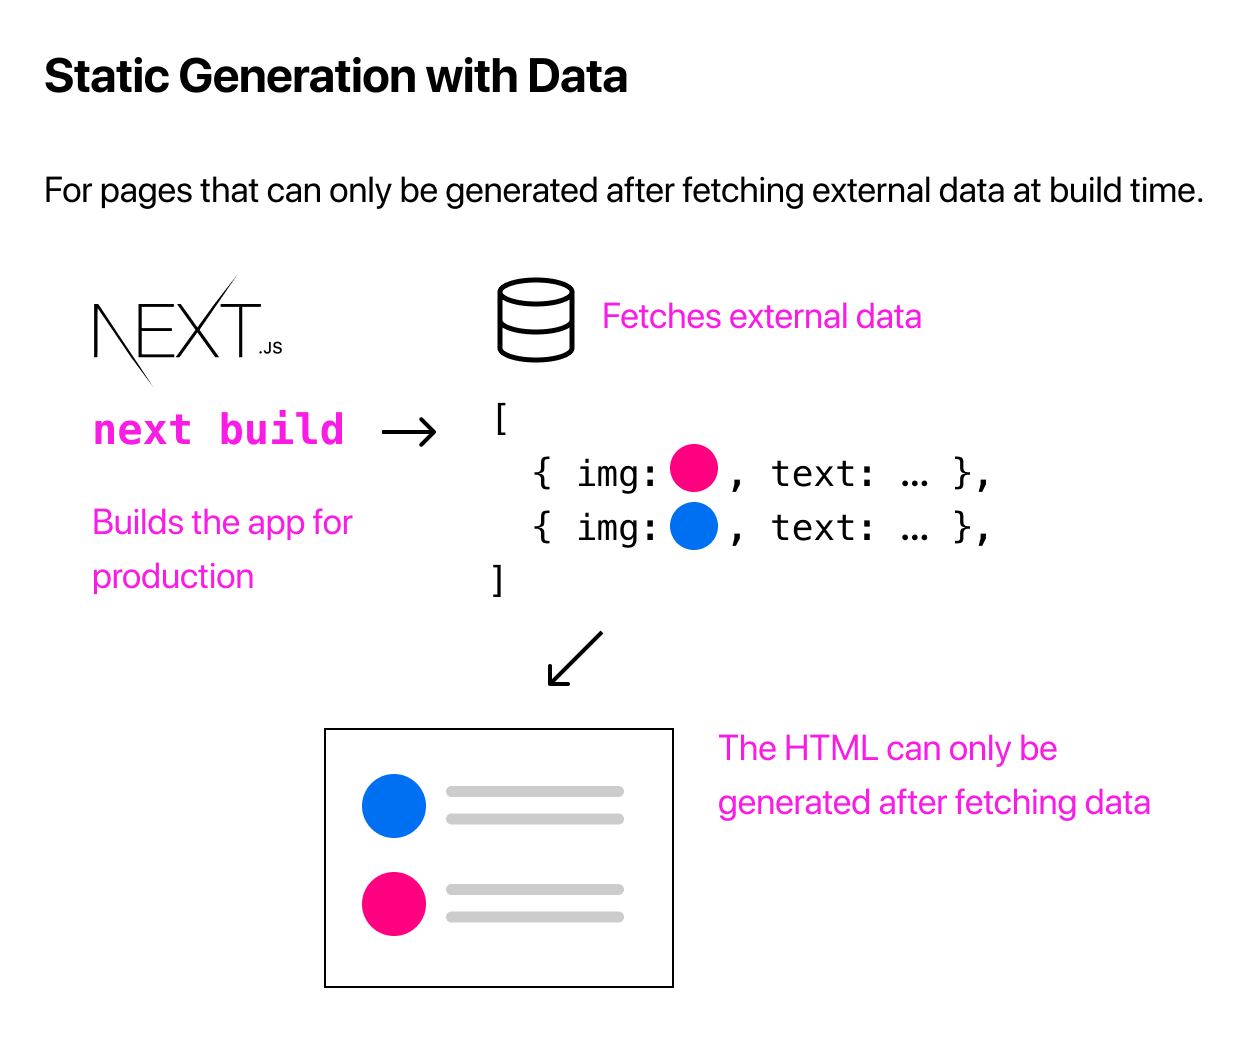 Static Generation with Data
For pages that can only be generated after fetching external data at build time.
NEXT.JS
Fetches external data
next build
[
{ img: , text: … },
{ img: , text: … },
]
Builds the app for
production
The HTML can only be
generated after fetching data